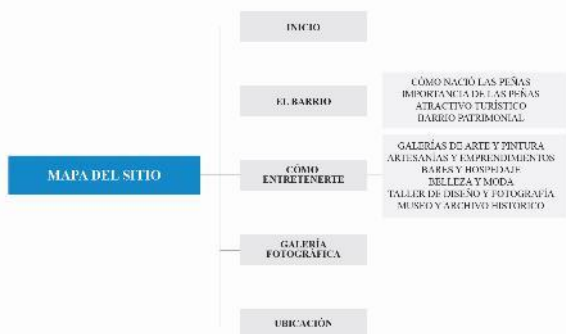 INICIO
EL BARRIO
CÓMO NACIÓ LAS PEÑAS
IMPORTANCIA DE LAS PEÑAS
ATRACTIVO TURÍSTICO
BARRIO PATRIMONIAL
MAPA DEL SITIO
CÓMO
ENTRETENERTE
GALERÍAS DE ARTE Y PINTURA
ARTESANÍAS Y EMPRENDIMIENTOS
BARES Y HOSPEDAJE
BELLEZA Y MODA
TALLER DE DISEÑO Y FOTOGRAFÍA
MUSEO Y ARCHIVO HISTÓRICO
GALERÍA
FOTOGRÁFICA
UBICACIÓN